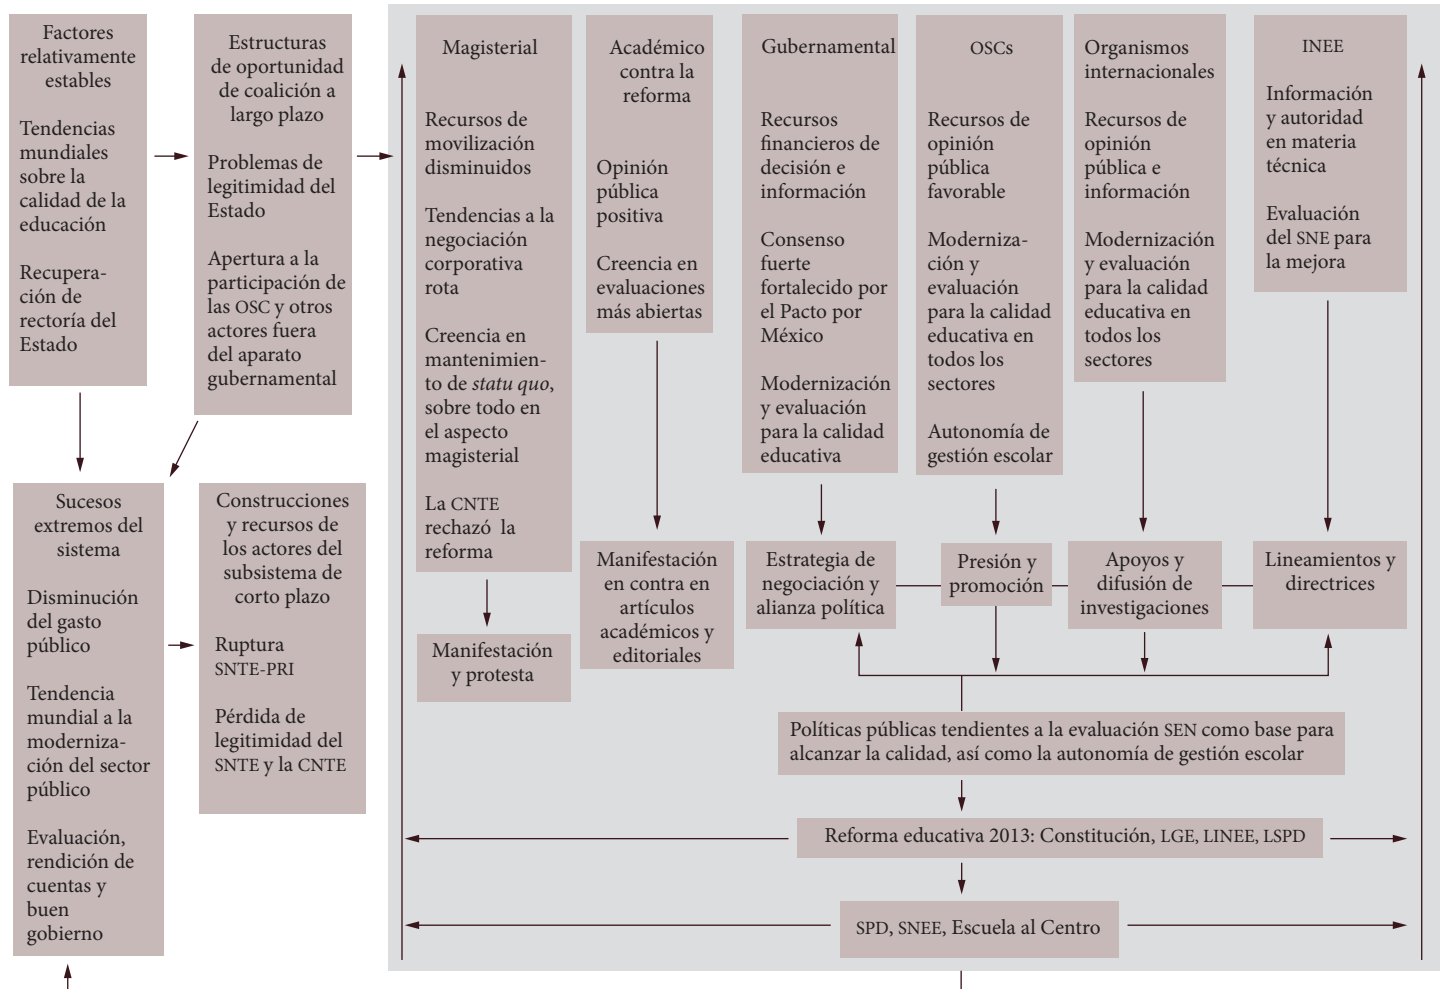 Factores
relativamente
estables
Tendencias
mundiales
sobre la
calidad de la
educación
Recupera-
ción de
rectoría del
Estado
Estructuras
de oportunidad
de coalición a
largo plazo
Problemas de
legitimidad del
Estado
Apertura a la
participación de
las OSC y otros
actores fuera
del aparato
gubernamental
Sucesos
extremos del
sistema
Disminución
del gasto
público
Tendencia
mundial a la
moderniza-
ción del sector
público
Evaluación,
rendición de
cuentas y
buen
gobierno
Construcciones
y recursos de
los actores del
subsistema de
corto plazo
Ruptura
SNTE-PRI
Pérdida de
legitimidad del
SNTE y la CNTE
Magisterial
Recursos de
movilización
disminuidos
Tendencias a la
negociación
corporativa
rota
Creencia en
mantenimien-
to de statu quo,
sobre todo en
el aspecto
magisterial
La CNTE
rechazó la
reforma
Manifestación
y protesta
Académico
contra la
reforma
Opinión
pública
positiva
Creencia en
evaluaciones
más abiertas
Manifestación
en contra en
artículos
académicos y
editoriales
Gubernamental
Recursos
financieros de
decisión e
información
Consenso
fuerte
fortalecido por
el Pacto por
México
Modernización
y evaluación
para la calidad
educativa
Estrategia de
negociación y
alianza política
OSCs
Recursos de
opinión
pública
favorable
Moderniza-
ción y
evaluación
para la calidad
educativa en
todos los
sectores
Autonomía de
gestión escolar
Presión y
promoción
Organismos
internacionales
Recursos de
opinión
pública e
información
Modernización
y evaluación
para la calidad
educativa en
todos los
sectores
Apoyos y
difusión de
investigaciones
INEE
Información
y autoridad
en materia
técnica
Evaluación
del SNE para
la mejora
Lineamientos y
directrices
Políticas públicas tendientes a la evaluación SEN como base para
alcanzar la calidad, así como la autonomía de gestión escolar
Reforma educativa 2013: Constitución, LGE, LINEE, LSPD
SPD, SNEE, Escuela al Centro